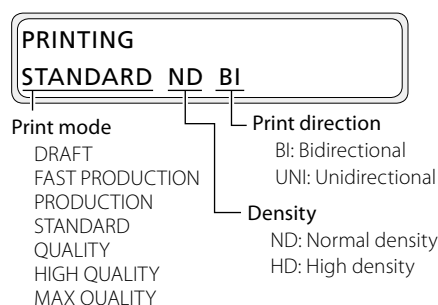 PRINTING
STANDARD ND BI
Print mode
DRAFT
FAST PRODUCTION
PRODUCTION
STANDARD
QUALITY
HIGH QUALITY
MAX QUALITY
Print direction
BI: Bidirectional
UNI: Unidirectional
Density
ND: Normal density
HD: High density